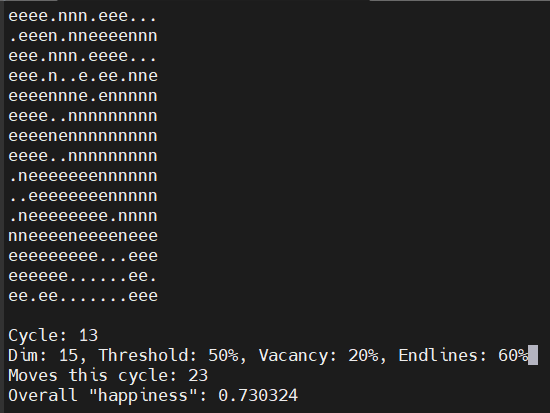 eeee.nnn.eee...
.eeen.nneeeennn
eee.nnn.eeee...
eee.n..e.ee.nne
eeeennne.ennnnn
eeee..nnnnnnnnn
eeeenennnnnnnnn
eeee..nnnnnnnnn
.neeeeeeennnnnn
..eeeeeeeennnnn
.neeeeeeee.nnnn
nneeeeneeeeneee
eeeeeeeee...eee
eeeeee......ee.
ee.ee.......eee
Cycle: 13
Dim: 15, Threshold: 50%, Vacancy: 20%, Endlines: 60%
Moves this cycle: 23
Overall "happiness": 0.730324